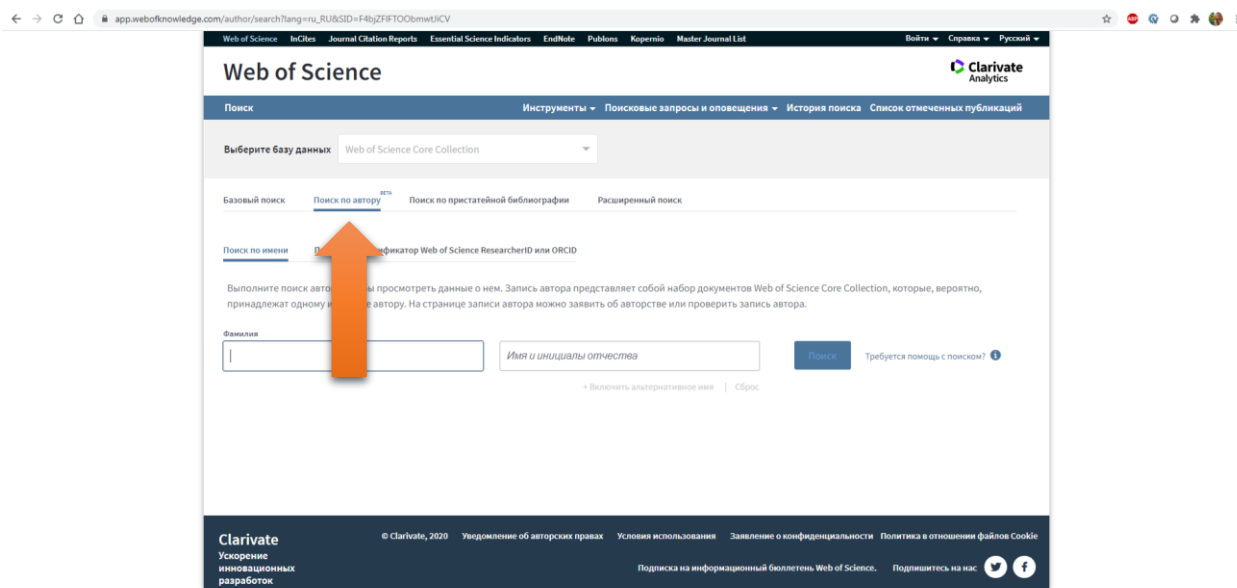 app.webofknowledge.com/author/search?lang=ru_RU&SID=F4bjZFIFTOObmwtJiCV
Web of Science InCites Journal Citation Reports Essential Science Indicators EndNote Publons Kopernio Master Journal List Войти Справка Русский
Web of Science
Clarivate
Analytics
Поиск Инструменты Поисковые запросы и оповещения История поиска Список отмеченных публикаций
Выберите базу данных Web of Science Core Collection
Базовый поиск Поиск по автору BETA Поиск по пристатейной библиографии Расширенный поиск
Поиск по имени Web of Science ResearcherID или ORCID
Выполните поиск просмотреть данные о нем. Запись автора представляет собой набор документов Web of Science Core Collection, которые, вероятно,
принадлежат одному автору. На странице записи автора можно заявить об авторстве или проверить запись автора.
Фамилия
Имя и инициалы отчества Поиск Требуется помощь с поиском?
+ Включить альтернативное имя | Сброс
Clarivate
Ускорение
инновационных
разработок
© Clarivate, 2020 Уведомление об авторских правах Условия использования Заявление о конфиденциальности Политика в отношении файлов Cookie
Подписка на информационный бюллетень Web of Science. Подпишитесь на нас